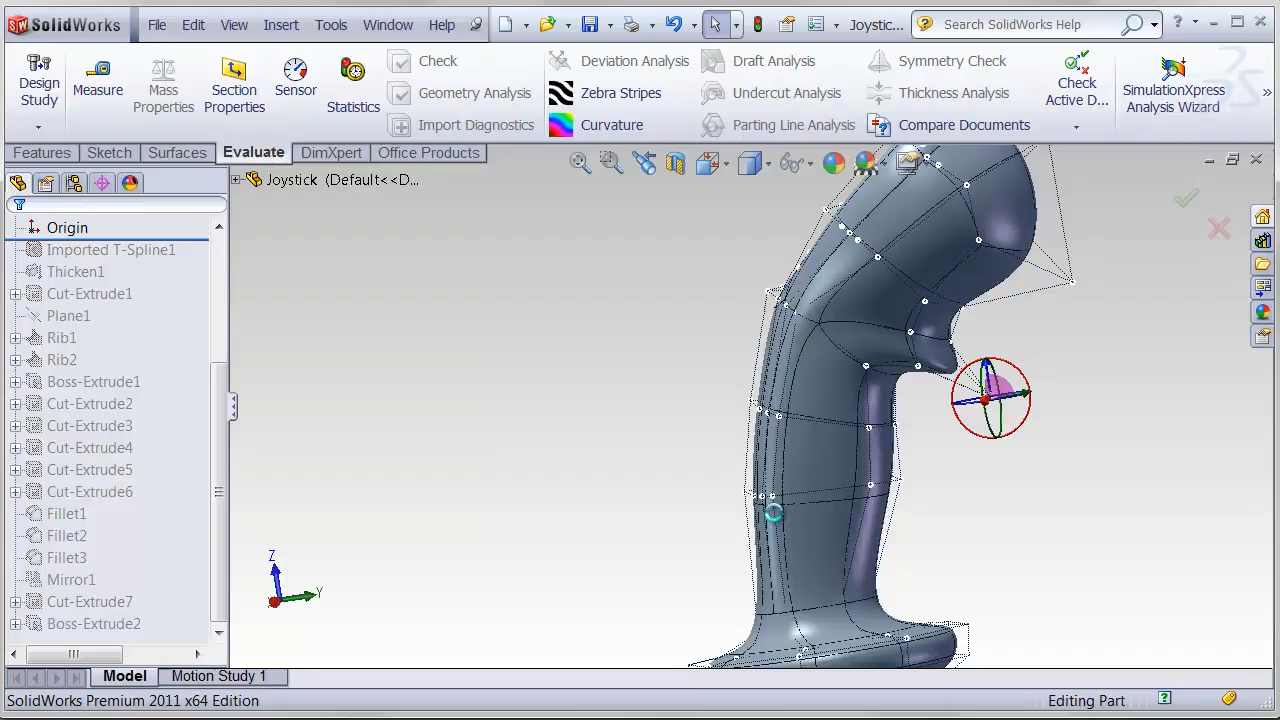 SW SolidWorks File Edit View Insert Tools Window Help Joystic... Search SolidWorks Help ?
Design Study
Measure
Mass Properties
Section Properties
Sensor
Statistics
Check
Geometry Analysis
Import Diagnostics
Deviation Analysis
Zebra Stripes
Curvature
Draft Analysis
Undercut Analysis
Parting Line Analysis
Symmetry Check
Thickness Analysis
Compare Documents
Check Active D...
SimulationXpress Analysis Wizard
»
Features Sketch Surfaces Evaluate DimXpert Office Products
Joystick (Default<<D...
Origin
Imported T-Spline1
Thicken1
Cut-Extrude1
Plane1
Rib1
Rib2
Boss-Extrude1
Cut-Extrude2
Cut-Extrude3
Cut-Extrude4
Cut-Extrude5
Cut-Extrude6
Fillet1
Fillet2
Fillet3
Mirror1
Cut-Extrude7
Boss-Extrude2
Z
Y
Model Motion Study 1
SolidWorks Premium 2011 x64 Edition Editing Part ?